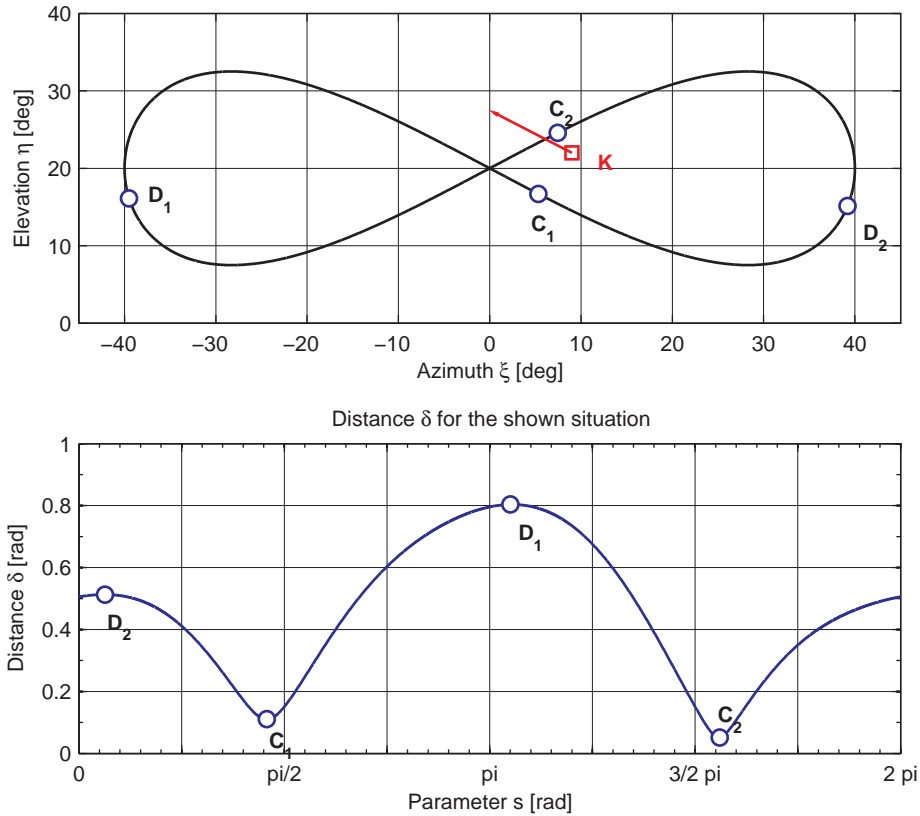 40
30
20
10
0
Elevation η [deg]
C₂
K
D₁
C₁
D₂
−40 −30 −20 −10 0 10 20 30 40
Azimuth ξ [deg]
Distance δ for the shown situation
1
0.8
0.6
0.4
0.2
0
Distance δ [rad]
D₁
D₂
C₂
C₁
0 pi/2 pi 3/2 pi 2 pi
Parameter s [rad]